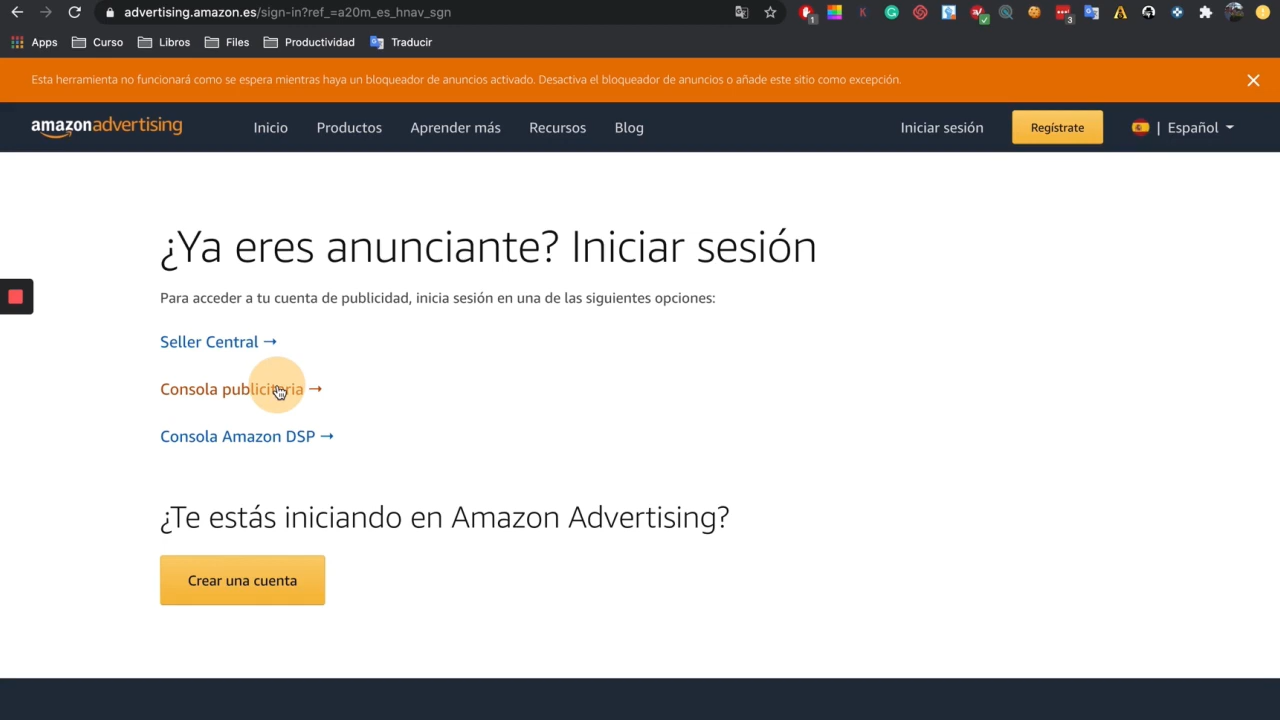 advertising.amazon.es/sign-in?ref_=a20m_es_hnav_sgn
Apps Curso Libros Files Productividad Traducir
Esta herramienta no funcionará como se espera mientras haya un bloqueador de anuncios activado. Desactiva el bloqueador de anuncios o añade este sitio como excepción.
amazonadvertising Inicio Productos Aprender más Recursos Blog Iniciar sesión Regístrate | Español
¿Ya eres anunciante? Iniciar sesión
Para acceder a tu cuenta de publicidad, inicia sesión en una de las siguientes opciones:
Seller Central →
Consola publicitaria →
Consola Amazon DSP →
¿Te estás iniciando en Amazon Advertising?
Crear una cuenta